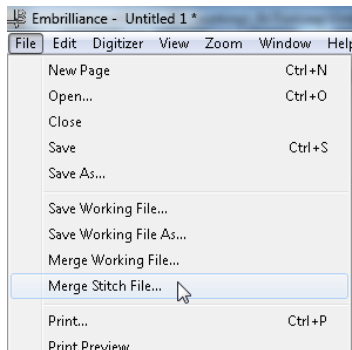 Embrilliance - Untitled 1 *
File Edit Digitizer View Zoom Window Help
New Page Ctrl+N
Open... Ctrl+O
Close
Save Ctrl+S
Save As...
Save Working File...
Save Working File As...
Merge Working File...
Merge Stitch File...
Print... Ctrl+P
Print Preview